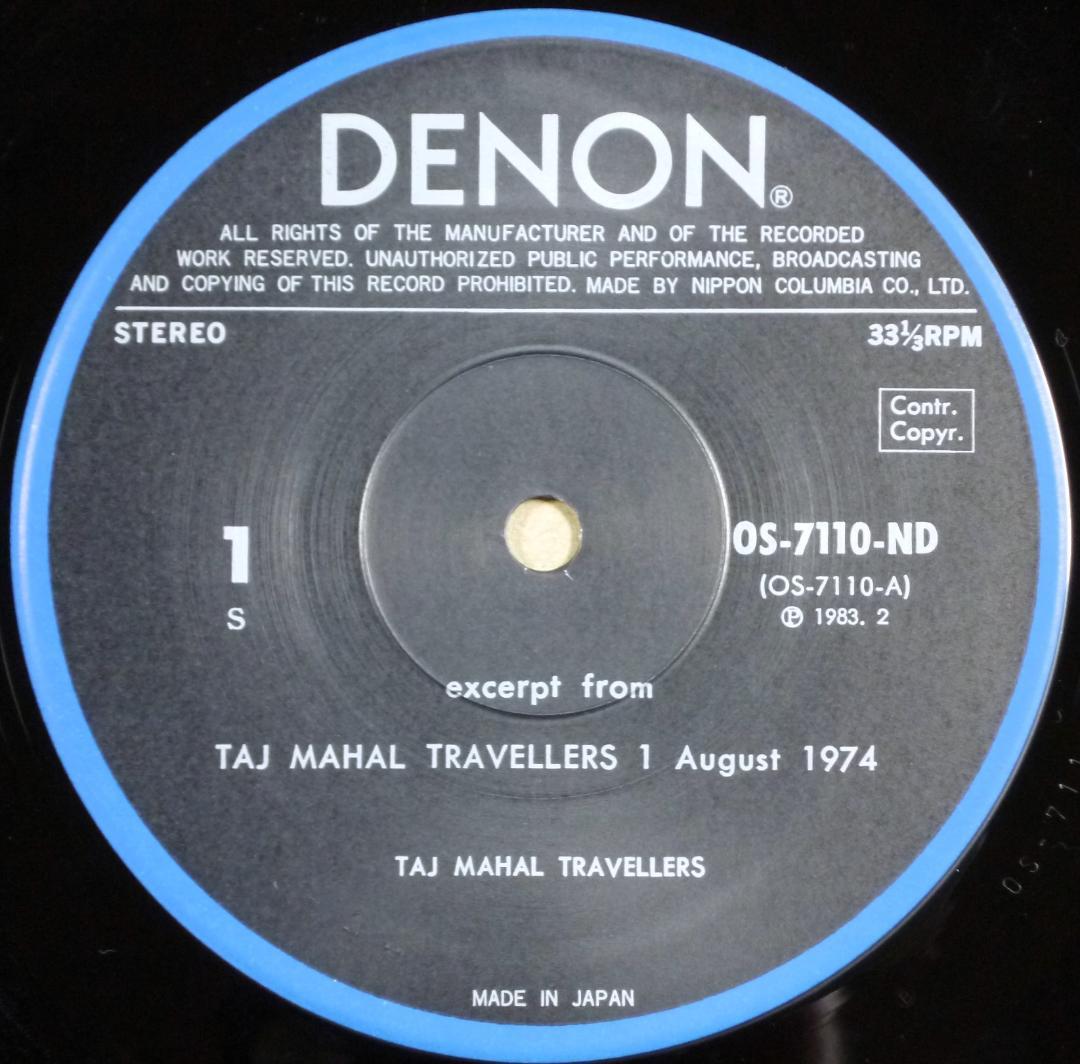 DENON®
ALL RIGHTS OF THE MANUFACTURER AND OF THE RECORDED
WORK RESERVED. UNAUTHORIZED PUBLIC PERFORMANCE, BROADCASTING
AND COPYING OF THIS RECORD PROHIBITED. MADE BY NIPPON COLUMBIA CO., LTD.
STEREO
33⅓RPM
Contr.
Copyr.
1
S
OS-7110-ND
(OS-7110-A)
℗ 1983. 2
excerpt from
TAJ MAHAL TRAVELLERS 1 August 1974
TAJ MAHAL TRAVELLERS
MADE IN JAPAN
OS-711